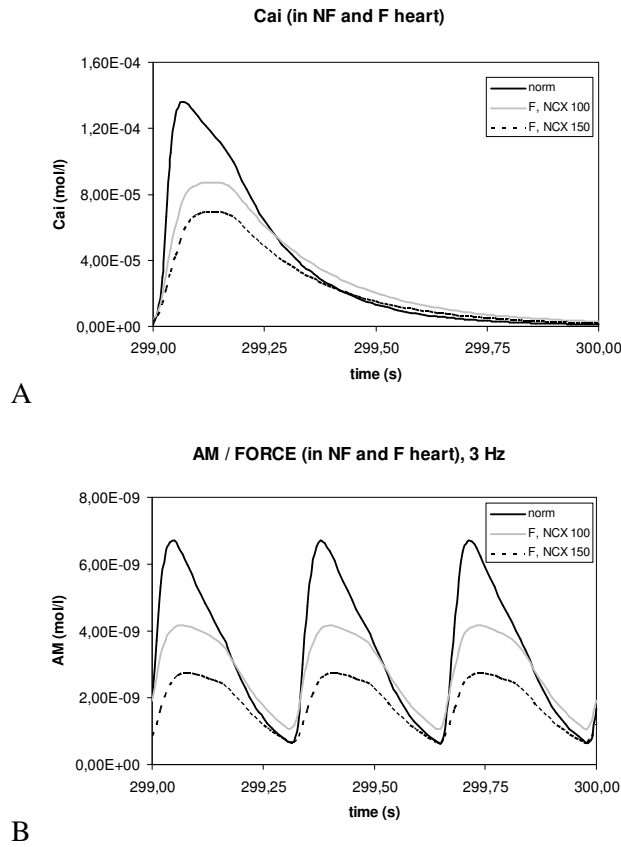 Cai (in NF and F heart)
1,60E-04
1,20E-04
8,00E-05
4,00E-05
0,00E+00
Cai (mol/l)
norm
F, NCX 100
F, NCX 150
299,00 299,25 299,50 299,75 300,00
time (s)
A
AM / FORCE (in NF and F heart), 3 Hz
8,00E-09
6,00E-09
4,00E-09
2,00E-09
0,00E+00
AM (mol/l)
norm
F, NCX 100
F, NCX 150
299,00 299,25 299,50 299,75 300,00
time (s)
B